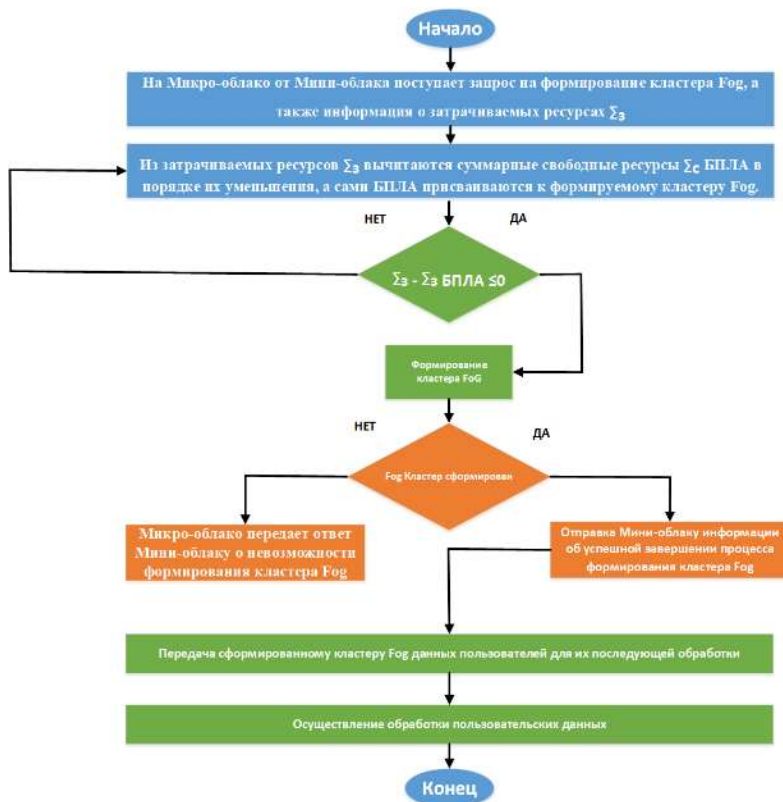 Начало
На Микро-облако от Мини-облака поступает запрос на формирование кластера Fog, а
также информация о затрачиваемых ресурсах ∑з
Из затрачиваемых ресурсов ∑з вычитаются суммарные свободные ресурсы ∑с БПЛА в
порядке их уменьшения, а сами БПЛА присваиваются к формируемому кластеру Fog.
НЕТ
ДА
∑з - ∑з БПЛА ≤0
Формирование
кластера FoG
НЕТ
ДА
Fog Кластер сформирован
Микро-облако передает ответ
Мини-облаку о невозможности
формирования кластера Fog
Отправка Мини-облаку информации
об успешной завершении процесса
формирования кластера Fog
Передача сформированному кластеру Fog данных пользователей для их последующей обработки
Осуществление обработки пользовательских данных
Конец